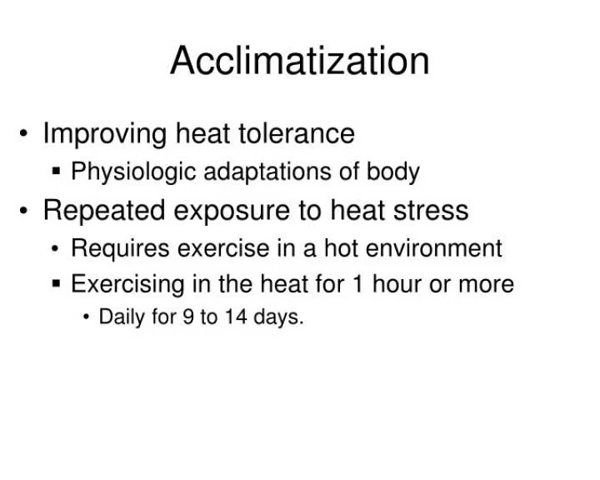 Acclimatization
• Improving heat tolerance
▪ Physiologic adaptations of body
• Repeated exposure to heat stress
• Requires exercise in a hot environment
▪ Exercising in the heat for 1 hour or more
• Daily for 9 to 14 days.